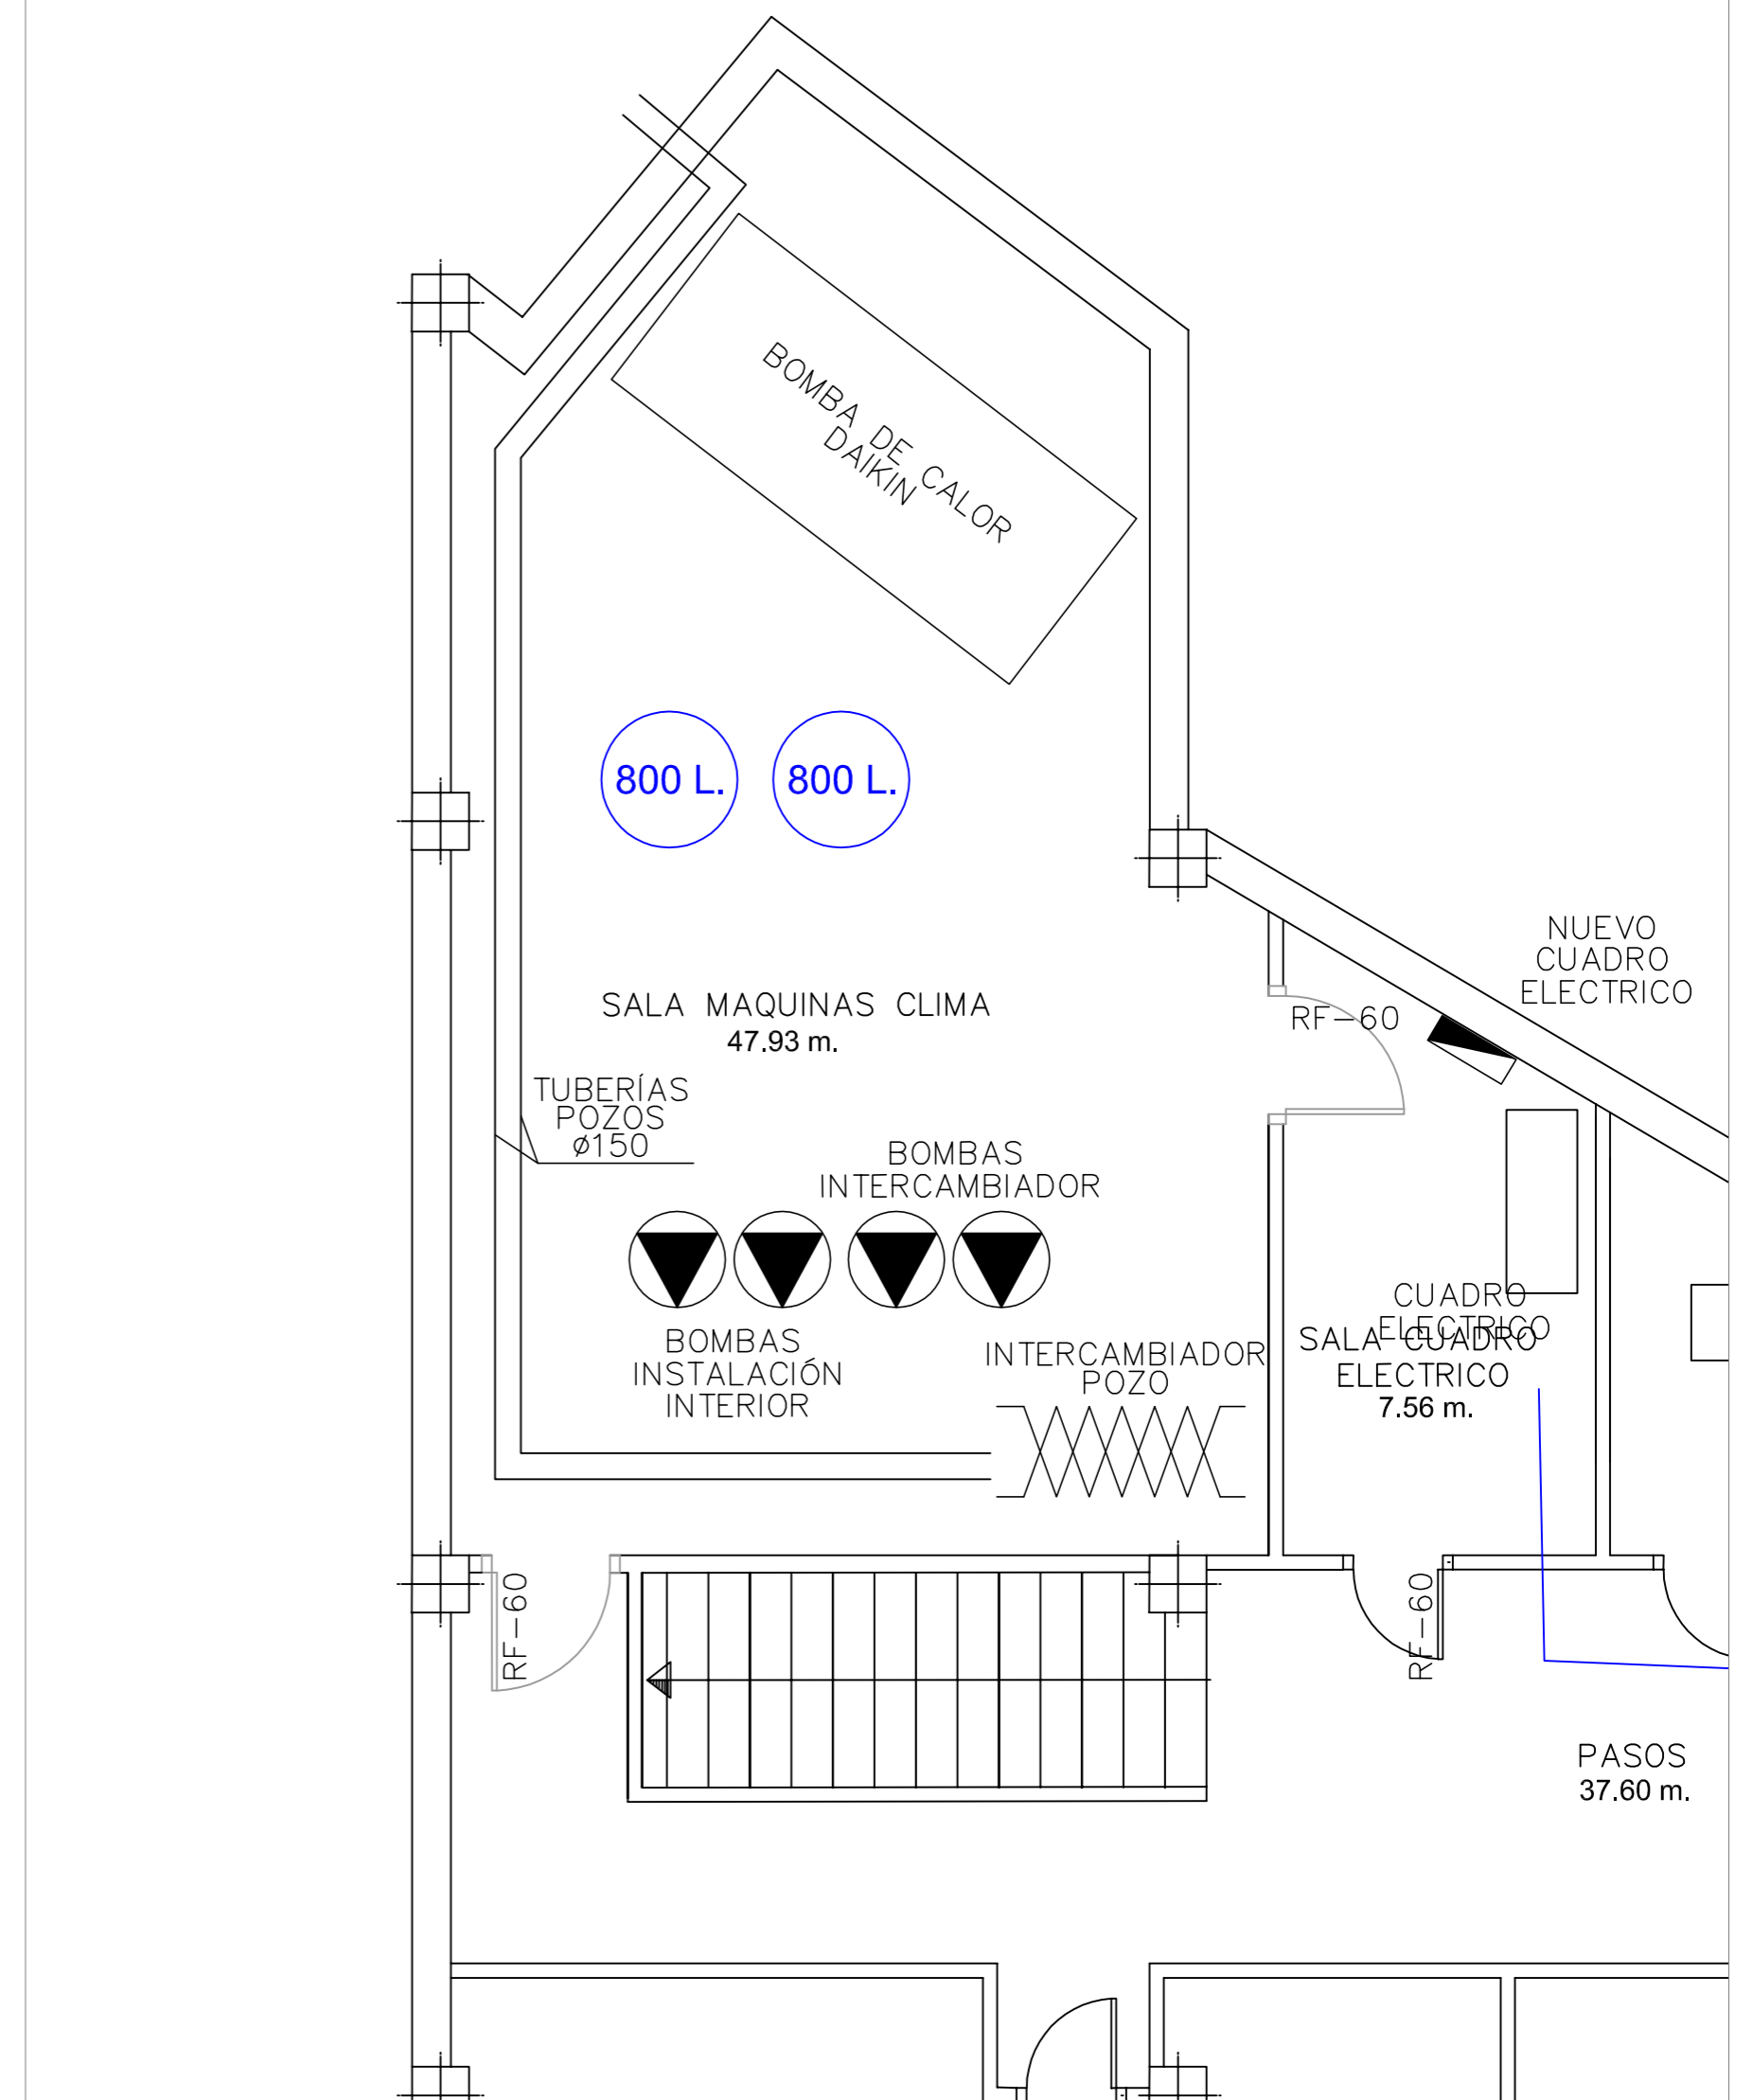 BOMBA DE CALOR
DAIKIN
800 L.
800 L.
NUEVO
CUADRO
ELECTRICO
SALA MAQUINAS CLIMA
47.93 m.
RF-60
TUBERÍAS
POZOS
ø150
BOMBAS
INTERCAMBIADOR
BOMBAS
INSTALACIÓN
INTERIOR
INTERCAMBIADOR
POZO
CUADRO
ELECTRICO
SALA CUADRO
ELECTRICO
7.56 m.
RF-60
RF-60
PASOS
37.60 m.